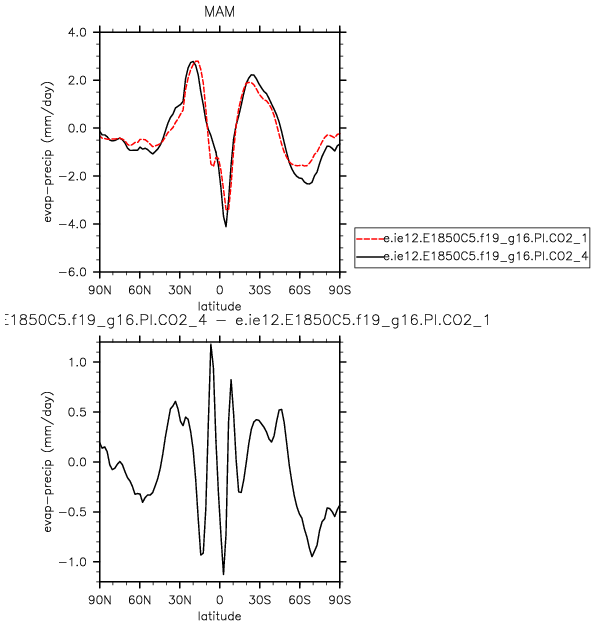 MAM
4.0
2.0
0.0
−2.0
−4.0
−6.0
evap−precip (mm/day)
90N 60N 30N 0 30S 60S 90S
latitude
e.ie12.E1850C5.f19_g16.PI.CO2_1
e.ie12.E1850C5.f19_g16.PI.CO2_4
E1850C5.f19_g16.PI.CO2_4 − e.ie12.E1850C5.f19_g16.PI.CO2_1
1.0
0.5
0.0
−0.5
−1.0
evap−precip (mm/day)
90N 60N 30N 0 30S 60S 90S
latitude